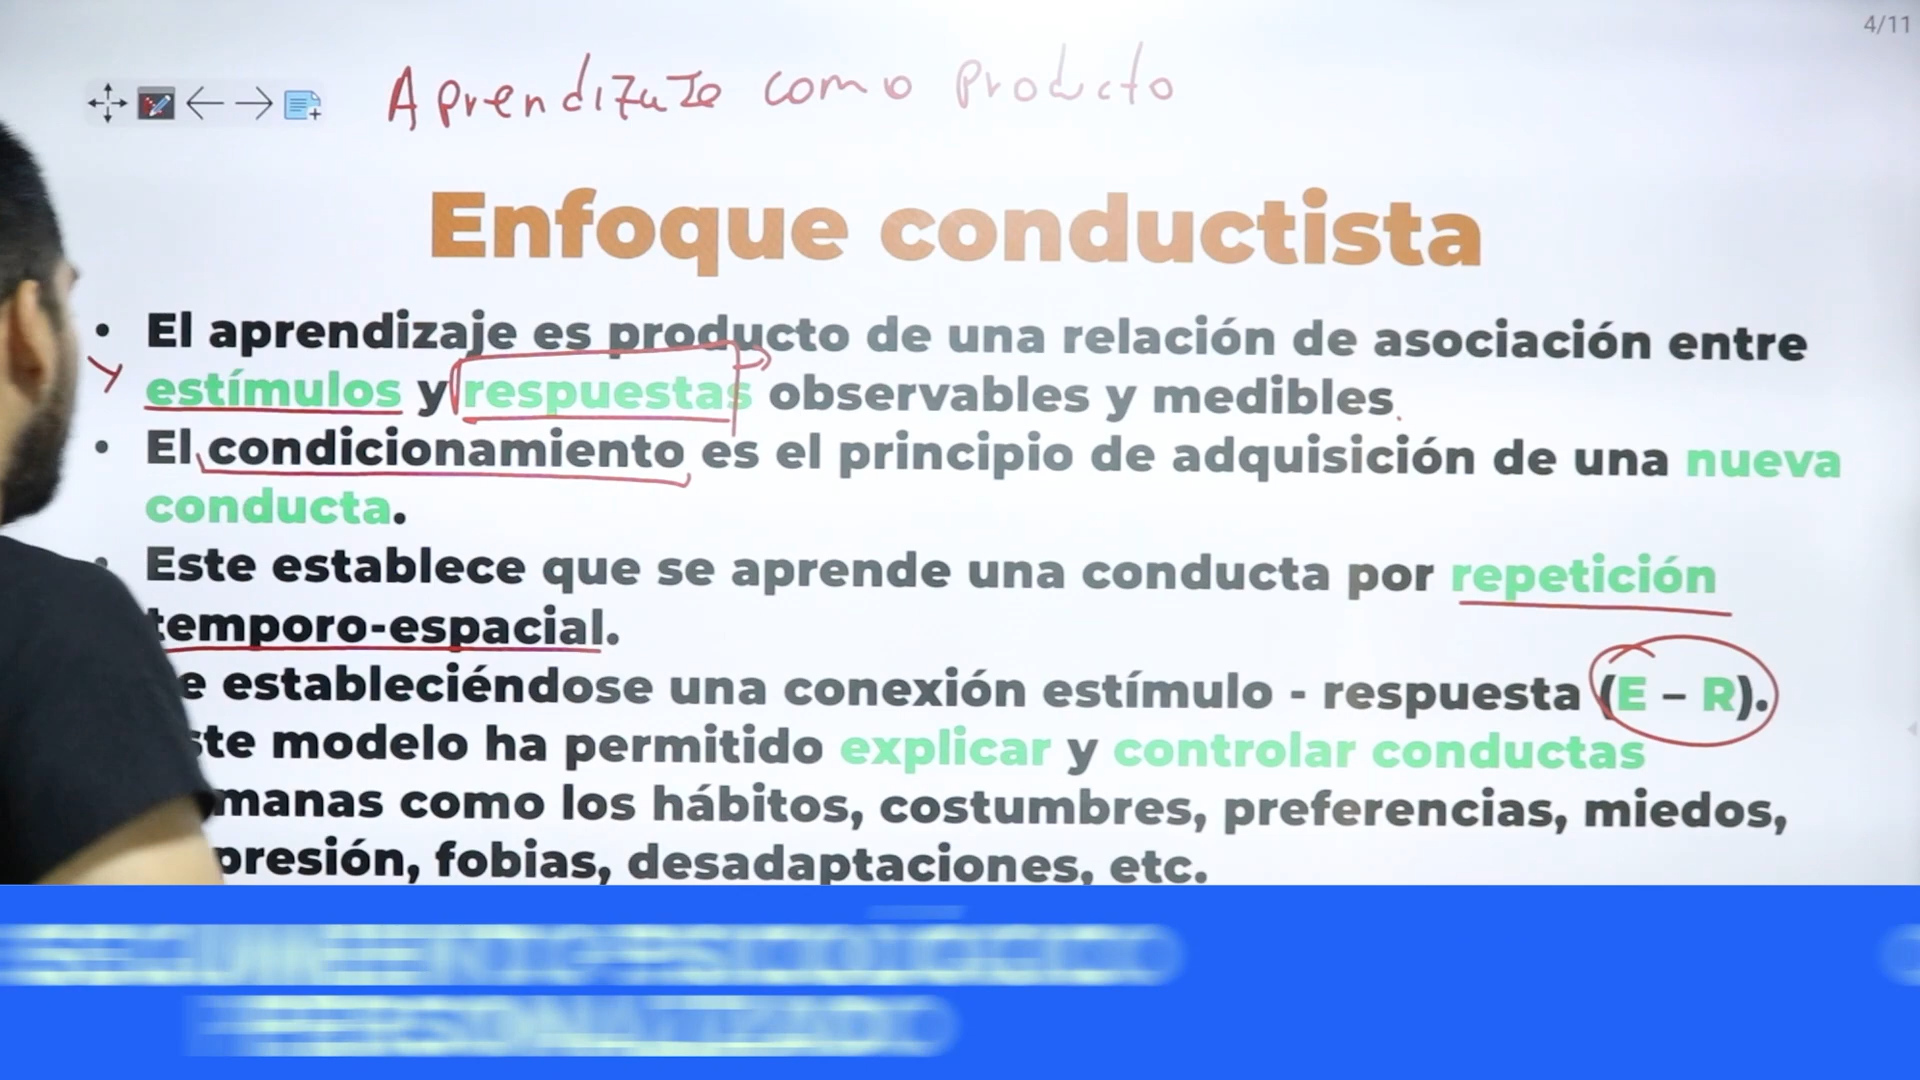 4/11
Aprendizaje como producto
Enfoque conductista
• El aprendizaje es producto de una relación de asociación entre
estímulos y respuestas observables y medibles.
• El condicionamiento es el principio de adquisición de una nueva
conducta.
• Este establece que se aprende una conducta por repetición
temporo-espacial.
e estableciéndose una conexión estímulo - respuesta (E – R).
ste modelo ha permitido explicar y controlar conductas
manas como los hábitos, costumbres, preferencias, miedos,
presión, fobias, desadaptaciones, etc.
PERSONALIZADO